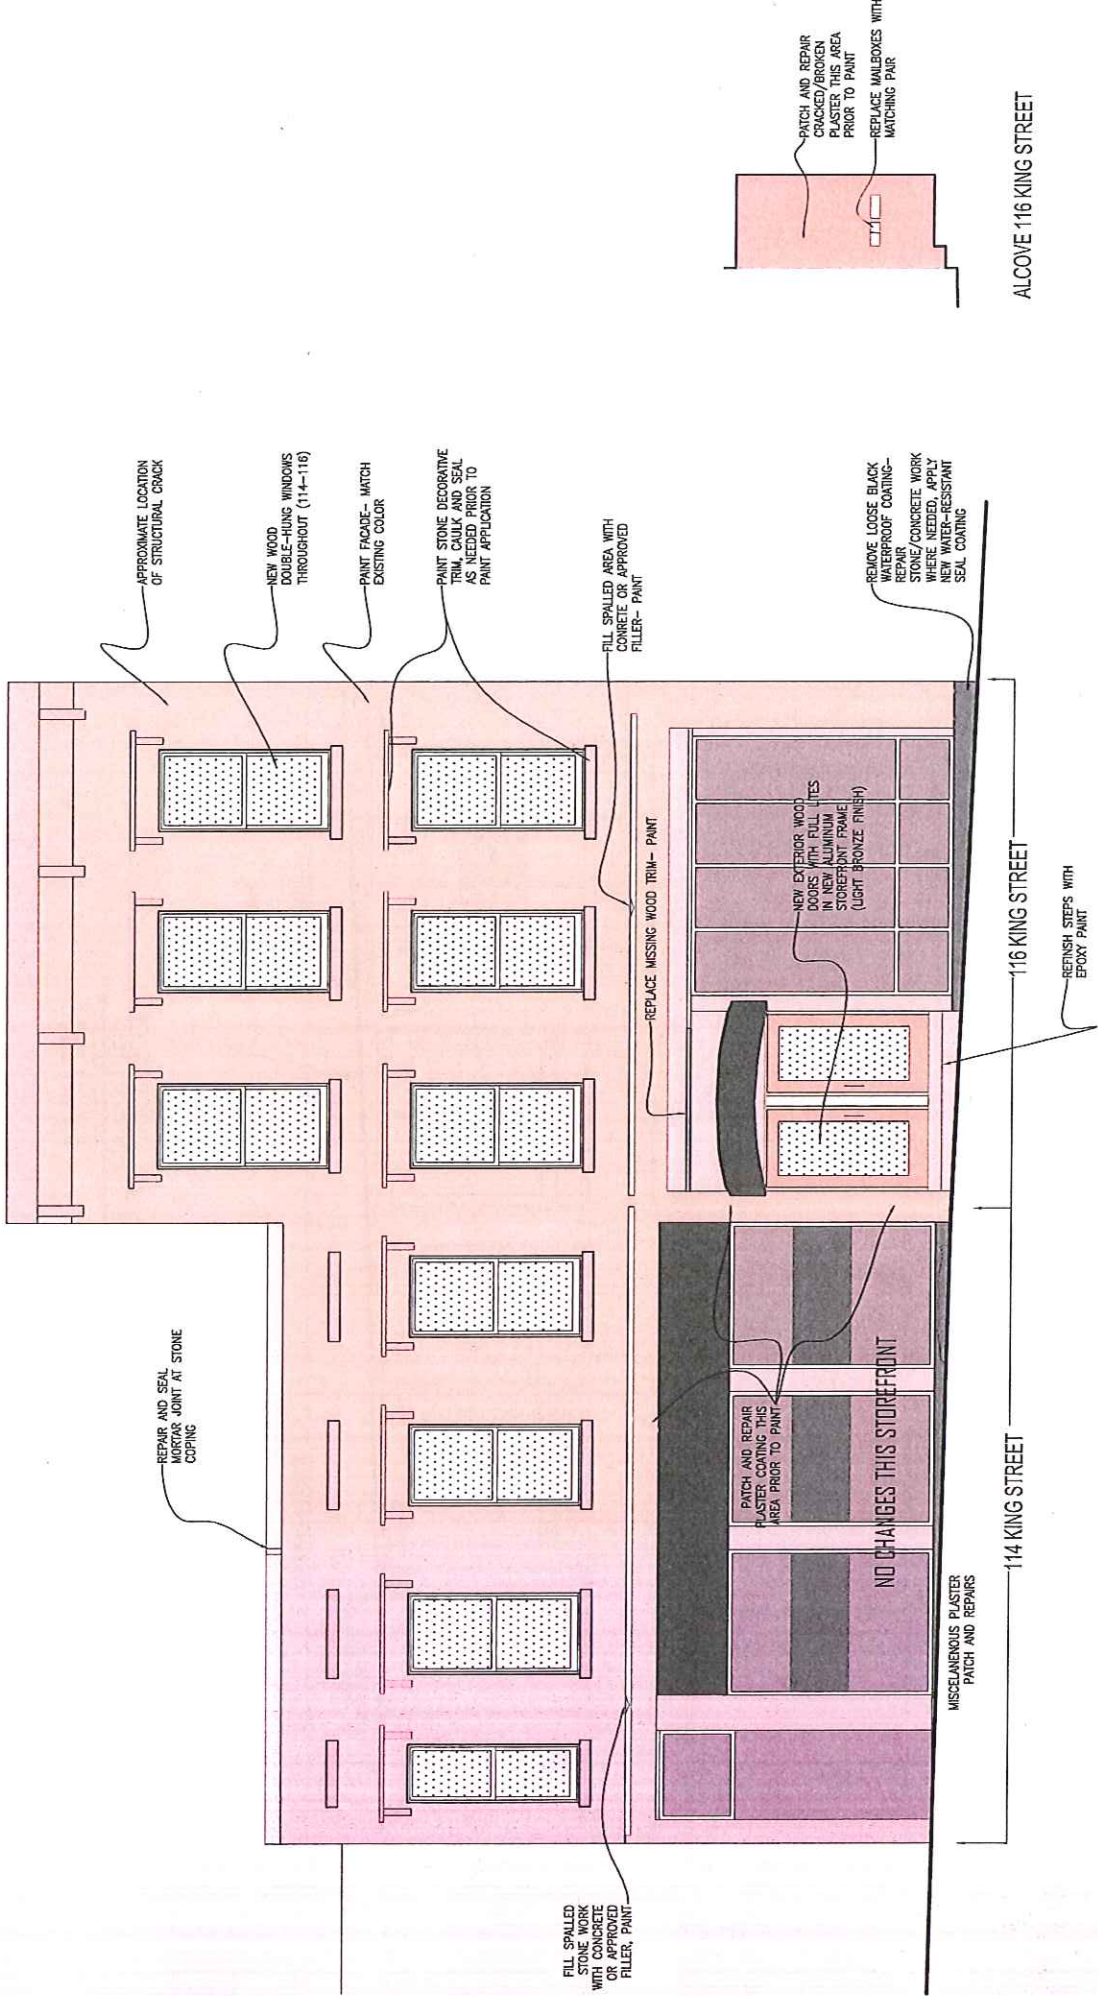 REPAIR AND SEAL
MORTAR JOINT AT STONE
COPING
APPROXIMATE LOCATION
OF STRUCTURAL CRACK
NEW WOOD
DOUBLE-HUNG WINDOWS
THROUGHOUT (114-116)
PAINT FACADE- MATCH
EXISTING COLOR
PAINT STONE DECORATIVE
TRIM, CAULK AND SEAL
AS NEEDED PRIOR TO
PAINT APPLICATION
FILL SPALLED AREA WITH
CONRETE OR APPROVED
FILLER- PAINT
FILL SPALLED
STONE WORK
WITH CONCRETE
OR APPROVED
FILLER, PAINT
REPLACE MISSING WOOD TRIM- PAINT
PATCH AND REPAIR
PLASTER COATING THIS
AREA PRIOR TO PAINT
NEW EXTERIOR WOOD
DOORS WITH FULL LITES
IN NEW ALUMINUM
STOREFRONT FRAME
(LIGHT BRONZE FINISH)
NO CHANGES THIS STOREFRONT
REMOVE LOOSE BLACK
WATERPROOF COATING-
REPAIR
STONE/CONCRETE WORK
WHERE NEEDED, APPLY
NEW WATER-RESISTANT
SEAL COATING
MISCELANENOUS PLASTER
PATCH AND REPAIRS
114 KING STREET
116 KING STREET
REFINSH STEPS WITH
EPOXY PAINT
PATCH AND REPAIR
CRACKED/BROKEN
PLASTER THIS AREA
PRIOR TO PAINT
REPLACE MAILBOXES WITH
MATCHING PAIR
ALCOVE 116 KING STREET